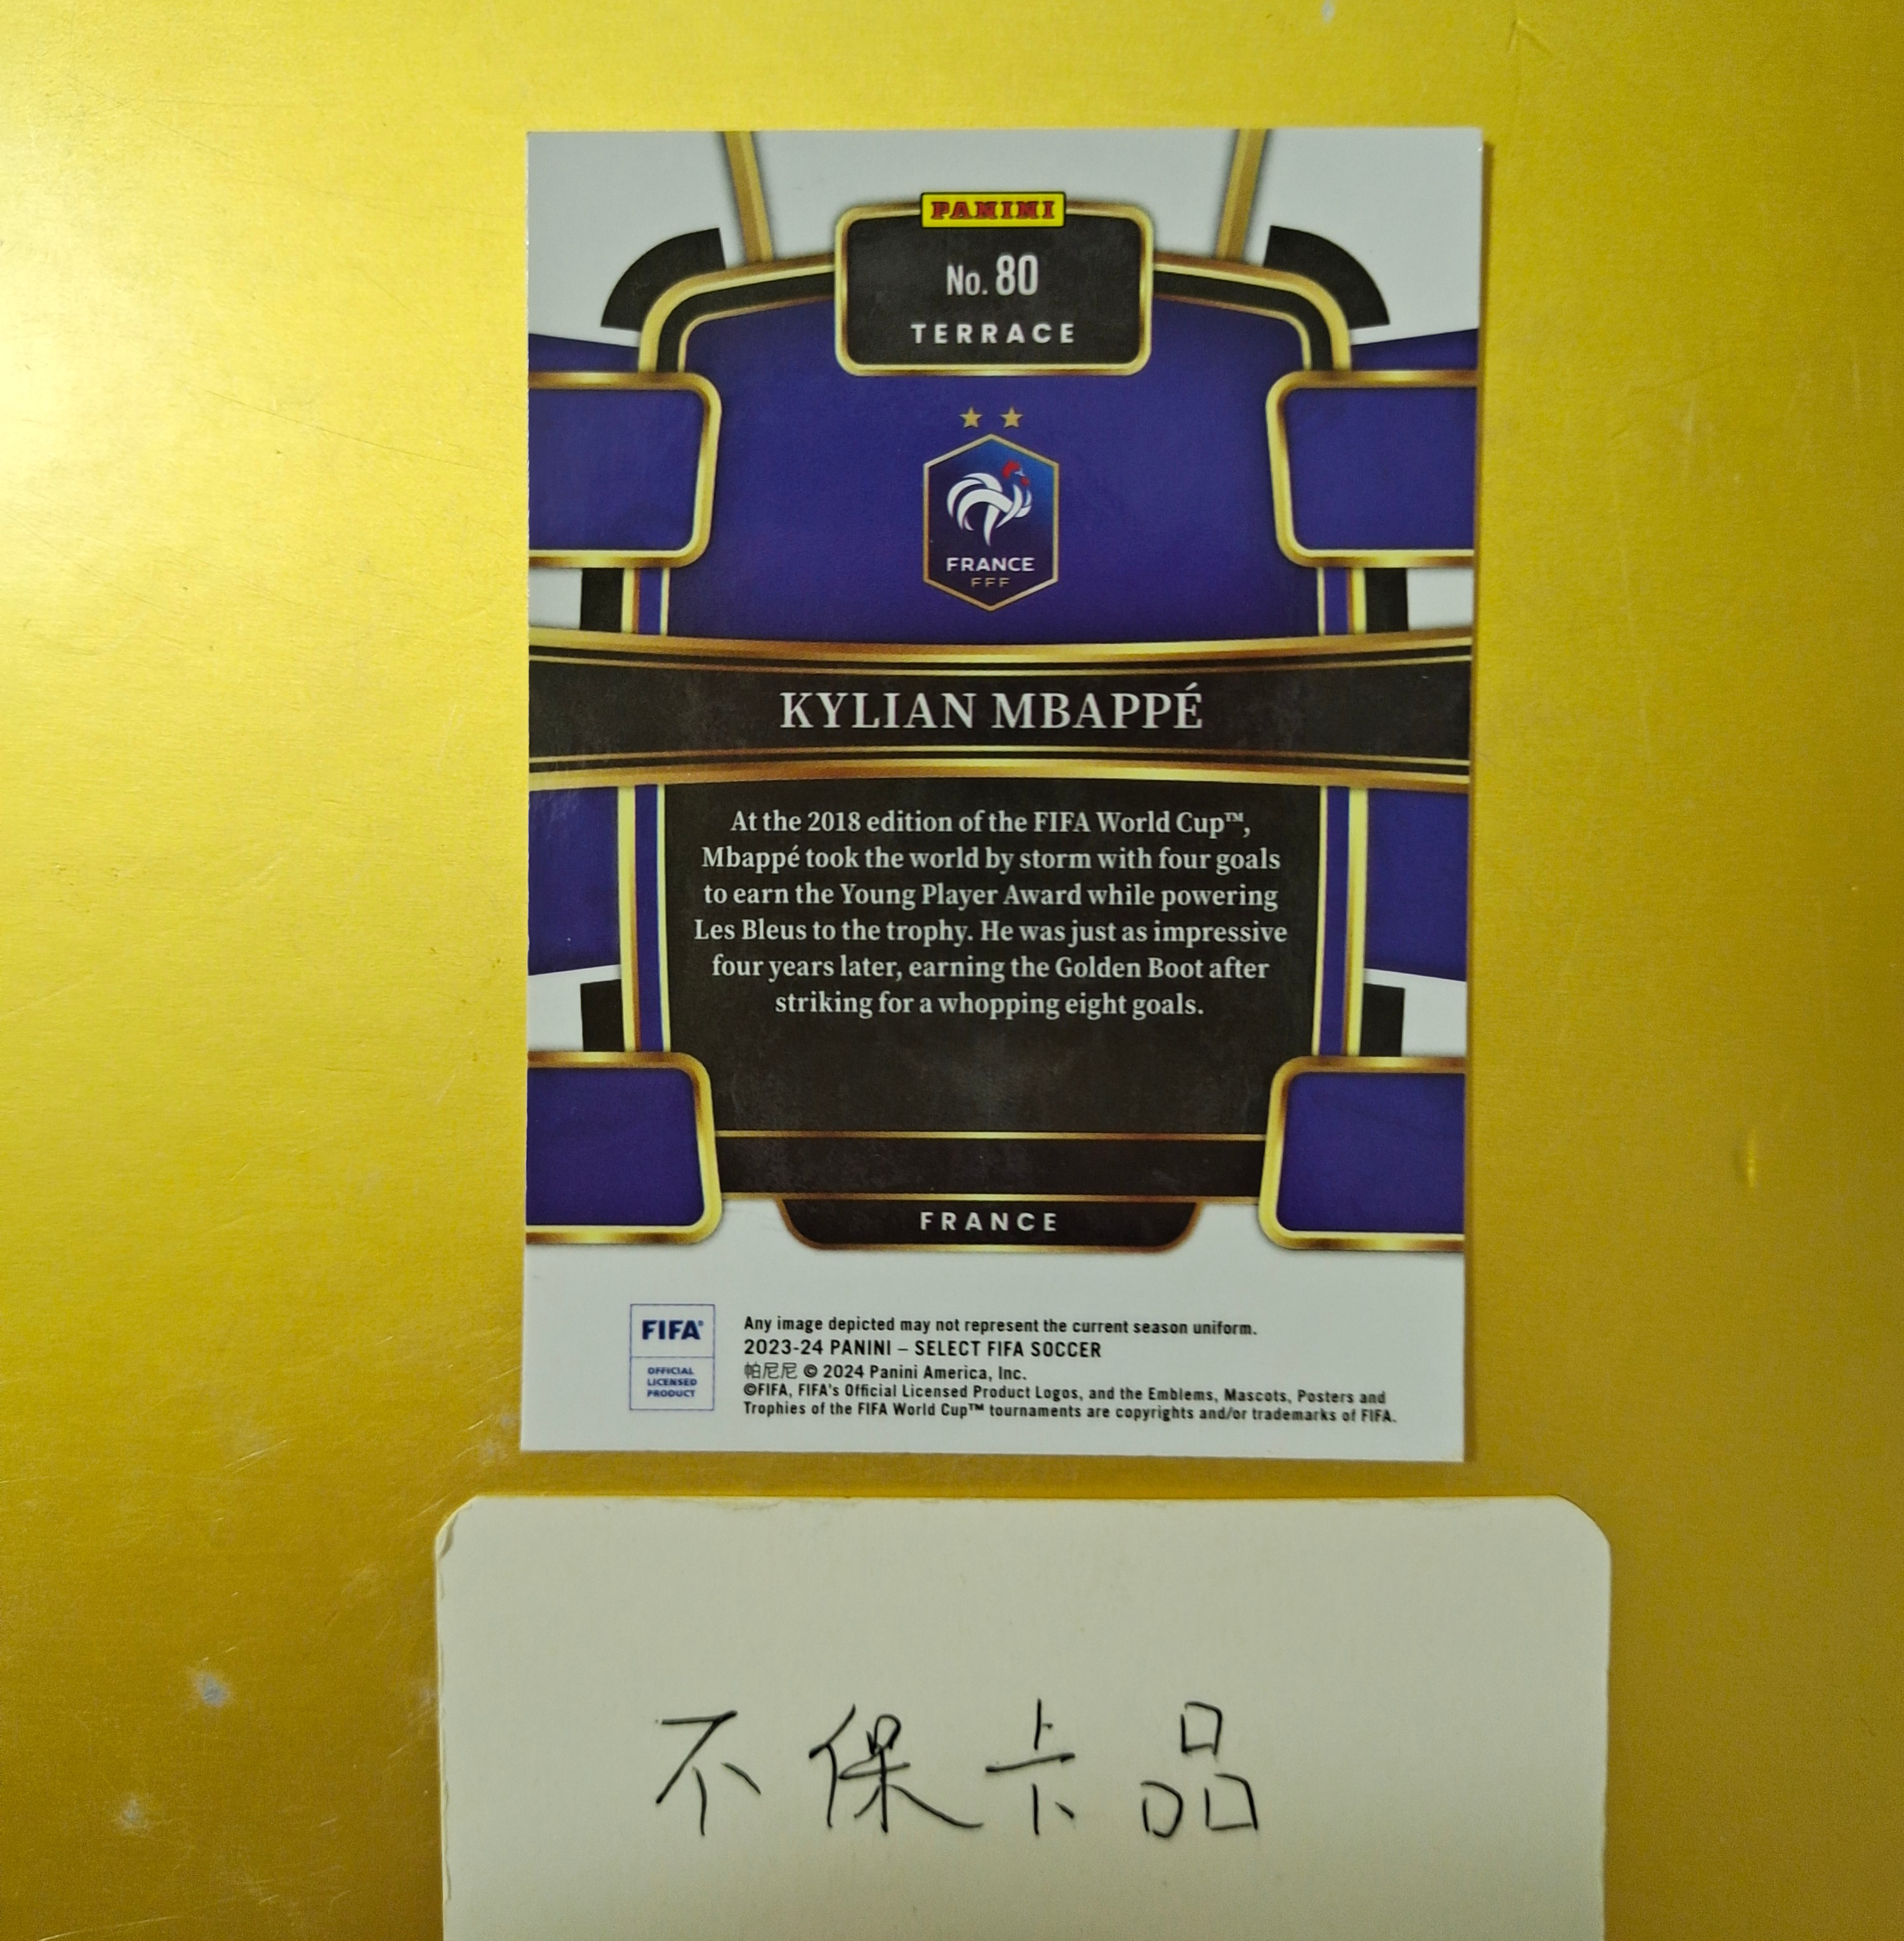 PANINI
No. 80
TERRACE
FRANCE
FFF
KYLIAN MBAPPÉ
At the 2018 edition of the FIFA World Cup™,
Mbappé took the world by storm with four goals
to earn the Young Player Award while powering
Les Bleus to the trophy. He was just as impressive
four years later, earning the Golden Boot after
striking for a whopping eight goals.
FRANCE
FIFA®
OFFICIAL
LICENSED
PRODUCT
Any image depicted may not represent the current season uniform.
2023-24 PANINI – SELECT FIFA SOCCER
帕尼尼 © 2024 Panini America, Inc.
©FIFA, FIFA's Official Licensed Product Logos, and the Emblems, Mascots, Posters and
Trophies of the FIFA World Cup™ tournaments are copyrights and/or trademarks of FIFA.
不保卡品